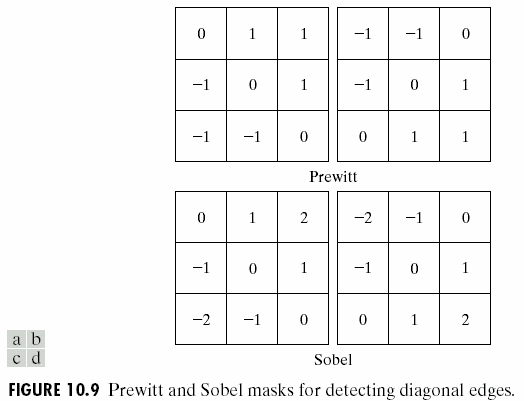 0 1 1 −1 −1 0
−1 0 1 −1 0 1
−1 −1 0 0 1 1
Prewitt
0 1 2 −2 −1 0
−1 0 1 −1 0 1
−2 −1 0 0 1 2
Sobel
a b
c d
FIGURE 10.9 Prewitt and Sobel masks for detecting diagonal edges.